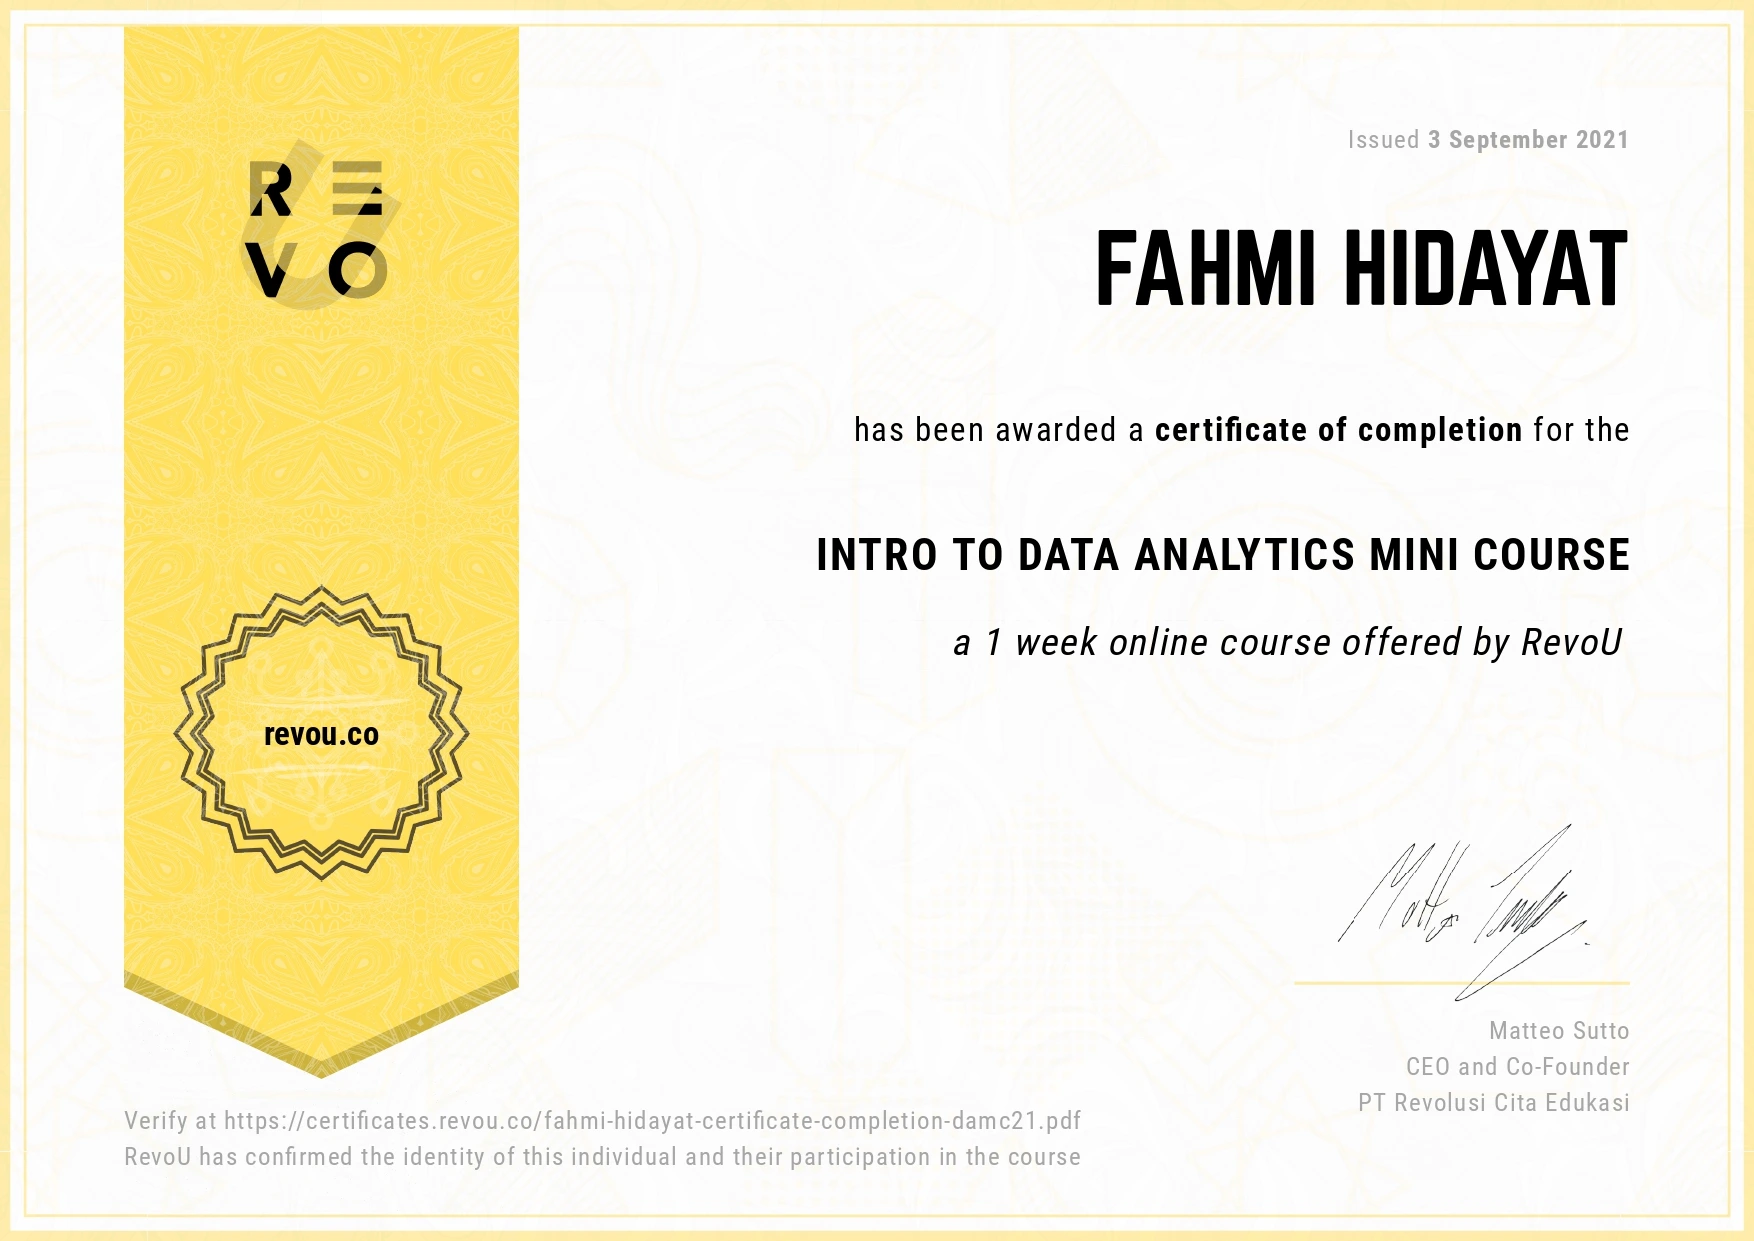 RE
VO
Issued 3 September 2021
FAHMI HIDAYAT
has been awarded a certificate of completion for the
INTRO TO DATA ANALYTICS MINI COURSE
a 1 week online course offered by RevoU
revou.co
Matteo Sutto
CEO and Co-Founder
PT Revolusi Cita Edukasi
Verify at https://certificates.revou.co/fahmi-hidayat-certificate-completion-damc21.pdf
RevoU has confirmed the identity of this individual and their participation in the course